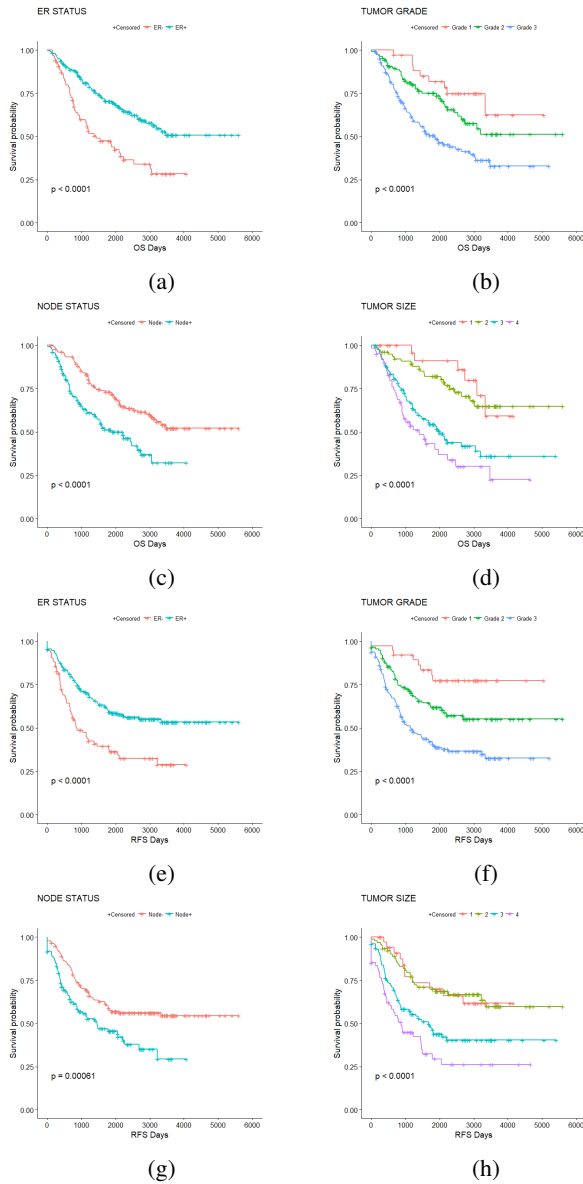 ER STATUS
+Censored ER- ER+
1.00
0.75
0.50
0.25
0.00
Survival probability
p < 0.0001
0 1000 2000 3000 4000 5000 6000
OS Days
(a)
TUMOR GRADE
+Censored Grade 1 Grade 2 Grade 3
1.00
0.75
0.50
0.25
0.00
Survival probability
p < 0.0001
0 1000 2000 3000 4000 5000 6000
OS Days
(b)
NODE STATUS
+Censored Node- Node+
1.00
0.75
0.50
0.25
0.00
Survival probability
p < 0.0001
0 1000 2000 3000 4000 5000 6000
OS Days
(c)
TUMOR SIZE
+Censored 1 2 3 4
1.00
0.75
0.50
0.25
0.00
Survival probability
p < 0.0001
0 1000 2000 3000 4000 5000 6000
OS Days
(d)
ER STATUS
+Censored ER- ER+
1.00
0.75
0.50
0.25
0.00
Survival probability
p < 0.0001
0 1000 2000 3000 4000 5000 6000
RFS Days
(e)
TUMOR GRADE
+Censored Grade 1 Grade 2 Grade 3
1.00
0.75
0.50
0.25
0.00
Survival probability
p < 0.0001
0 1000 2000 3000 4000 5000 6000
RFS Days
(f)
NODE STATUS
+Censored Node- Node+
1.00
0.75
0.50
0.25
0.00
Survival probability
p = 0.00061
0 1000 2000 3000 4000 5000 6000
RFS Days
(g)
TUMOR SIZE
+Censored 1 2 3 4
1.00
0.75
0.50
0.25
0.00
Survival probability
p < 0.0001
0 1000 2000 3000 4000 5000 6000
RFS Days
(h)